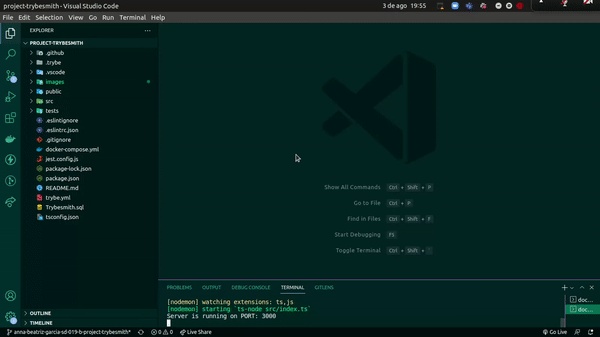 project-trybesmith - Visual Studio Code
3 de ago 19:55
File Edit Selection View Go Run Terminal Help
EXPLORER
PROJECT-TRYBESMITH
.github
.trybe
.vscode
images
public
src
tests
.eslintignore
.eslintrc.json
.gitignore
docker-compose.yml
jest.config.js
package-lock.json
package.json
README.md
trybe.yml
Trybesmith.sql
tsconfig.json
OUTLINE
TIMELINE
Show All Commands Ctrl + Shift + P
Go to File Ctrl + P
Find in Files Ctrl + Shift + F
Start Debugging F5
Toggle Terminal Ctrl + Shift + `
PROBLEMS OUTPUT DEBUG CONSOLE TERMINAL GITLENS
[nodemon] watching extensions: ts,js
[nodemon] starting `ts-node src/index.ts`
Server is running on PORT: 3000
doc...
doc...
anna-beatriz-garcia-sd-019-b-project-trybesmith* 0 0 Live Share
Go Live Prettier